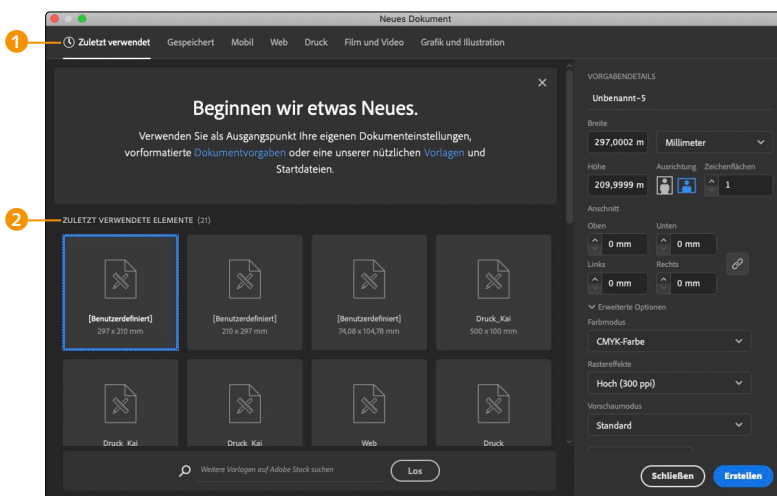 Neues Dokument
1
Zuletzt verwendet Gespeichert Mobil Web Druck Film und Video Grafik und Illustration
Beginnen wir etwas Neues.
Verwenden Sie als Ausgangspunkt Ihre eigenen Dokumenteinstellungen,
vorformatierte Dokumentvorgaben oder eine unserer nützlichen Vorlagen und
Startdateien.
2
ZULETZT VERWENDETE ELEMENTE (21)
[Benutzerdefiniert] [Benutzerdefiniert] [Benutzerdefiniert] Druck_Kai
297 x 210 mm 210 x 297 mm 74,08 x 104,78 mm 500 x 100 mm
Druck_Kai Druck_Kai Web Druck
Weitere Vorlagen auf Adobe Stock suchen Los
VORGABENDETAILS
Unbenannt-5
Breite
297,0002 m Millimeter
Höhe Ausrichtung Zeichenflächen
209,9999 m 1
Anschnitt
Oben Unten
0 mm 0 mm
Links Rechts
0 mm 0 mm
Erweiterte Optionen
Farbmodus
CMYK-Farbe
Rastereffekte
Hoch (300 ppi)
Vorschaumodus
Standard
Schließen Erstellen